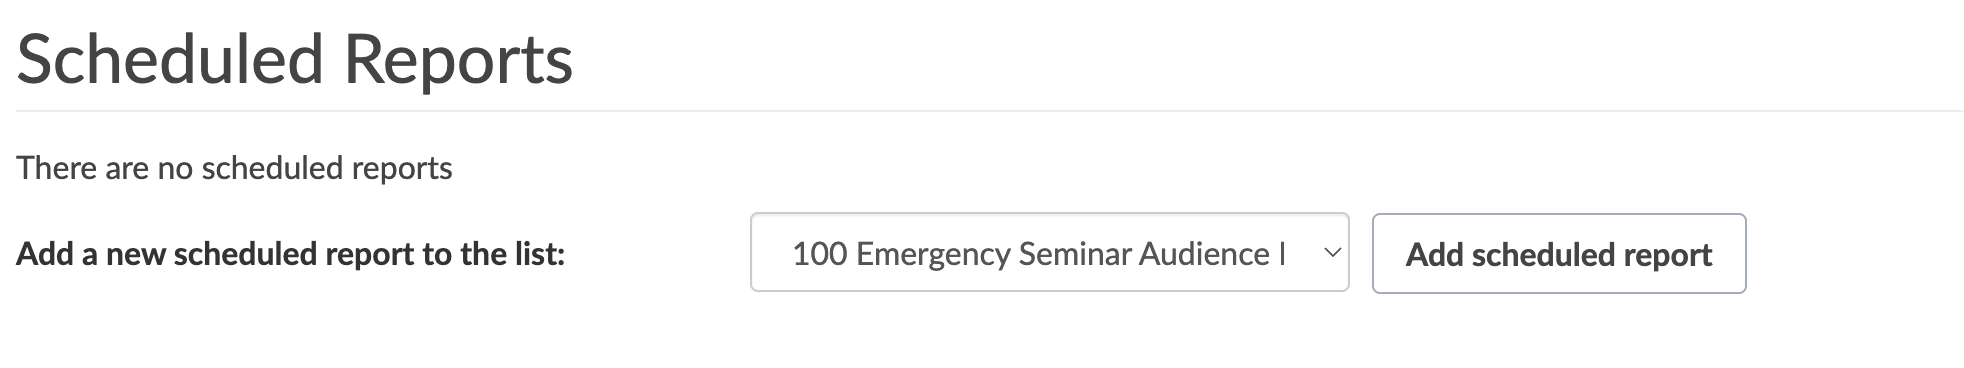 Scheduled Reports
There are no scheduled reports
Add a new scheduled report to the list:
100 Emergency Seminar Audience I
Add scheduled report